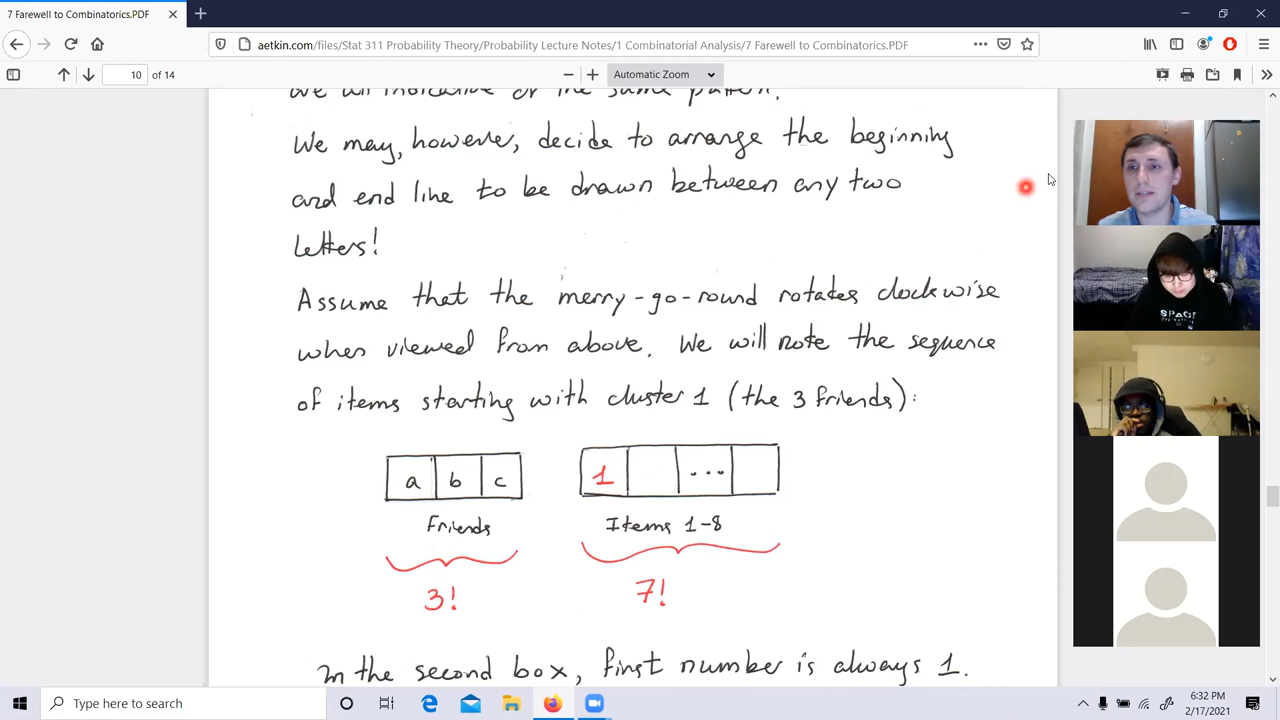 7 Farewell to Combinatorics.PDF
aetkin.com/files/Stat 311 Probability Theory/Probability Lecture Notes/1 Combinatorial Analysis/7 Farewell to Combinatorics.PDF
10 of 14
Automatic Zoom
of the same pattern.
We may, however, decide to arrange the beginning
and end line to be drawn between any two
letters!
Assume that the merry-go-round rotates clockwise
when viewed from above. We will note the sequence
of items starting with cluster 1 (the 3 friends):
a b c
1 ...
Friends
Items 1-8
3!
7!
In the second box, first number is always 1.
SPACE
Type here to search
6:32 PM
2/17/2021